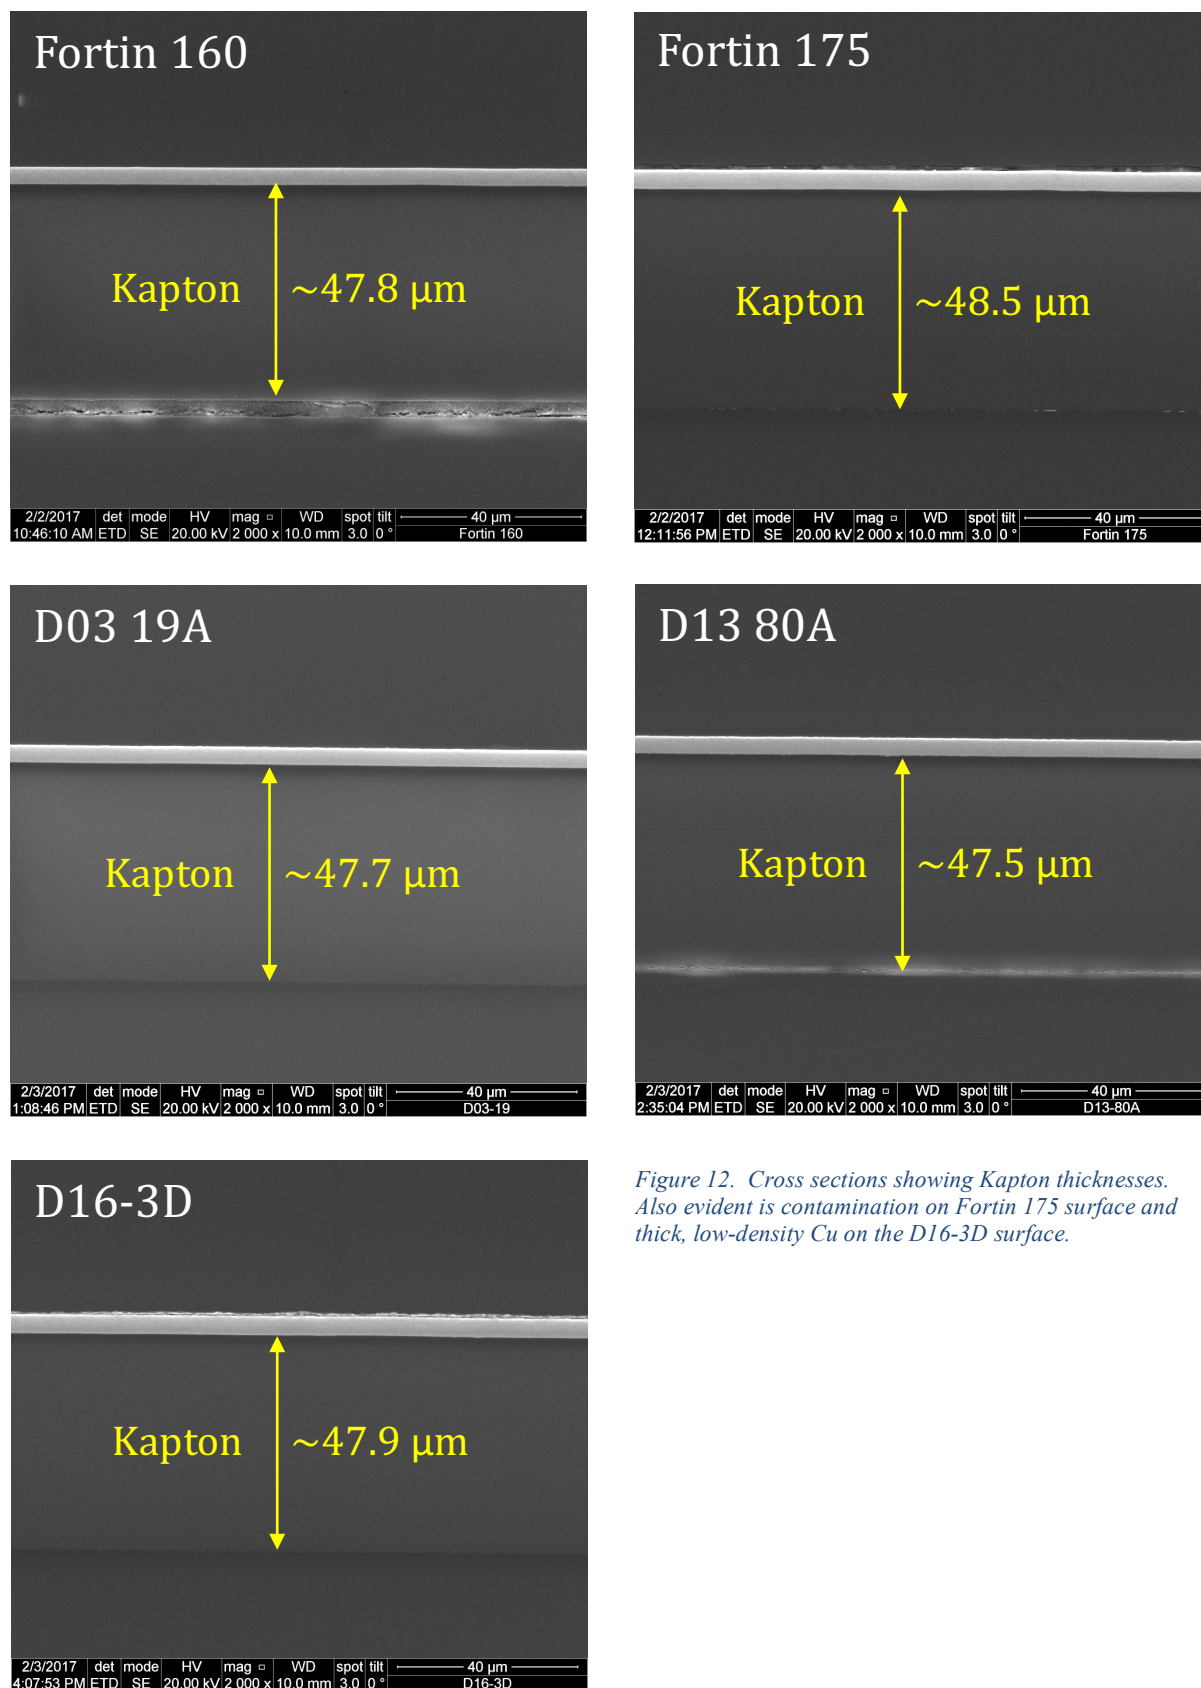 Fortin 160
Kapton
~47.8 µm
2/2/2017 det mode HV mag □ WD spot tilt 40 µm
10:46:10 AM ETD SE 20.00 kV 2 000 x 10.0 mm 3.0 0 ° Fortin 160
Fortin 175
Kapton
~48.5 µm
2/2/2017 det mode HV mag □ WD spot tilt 40 µm
12:11:56 PM ETD SE 20.00 kV 2 000 x 10.0 mm 3.0 0 ° Fortin 175
D03 19A
Kapton
~47.7 µm
2/3/2017 det mode HV mag □ WD spot tilt 40 µm
1:08:46 PM ETD SE 20.00 kV 2 000 x 10.0 mm 3.0 0 ° D03-19
D13 80A
Kapton
~47.5 µm
2/3/2017 det mode HV mag □ WD spot tilt 40 µm
2:35:04 PM ETD SE 20.00 kV 2 000 x 10.0 mm 3.0 0 ° D13-80A
D16-3D
Kapton
~47.9 µm
2/3/2017 det mode HV mag □ WD spot tilt 40 µm
4:07:53 PM ETD SE 20.00 kV 2 000 x 10.0 mm 3.0 0 ° D16-3D
Figure 12.  Cross sections showing Kapton thicknesses.
Also evident is contamination on Fortin 175 surface and
thick, low-density Cu on the D16-3D surface.